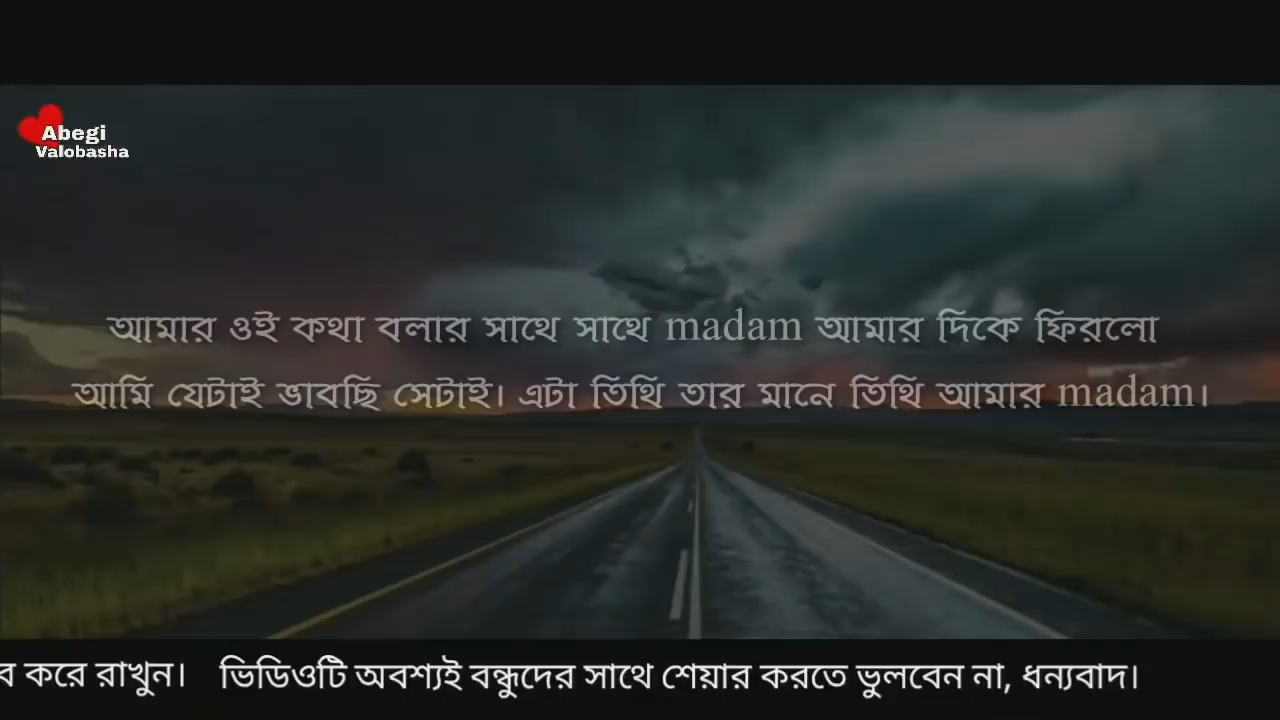 Abegi
Valobasha
আমার ওই কথা বলার সাথে সাথে madam আমার দিকে ফিরলো
আমি যেটাই ভাবছি সেটাই। এটা তিথি তার মানে তিথি আমার madam।
করে রাখুন। ভিডিওটি অবশ্যই বন্ধুদের সাথে শেয়ার করতে ভুলবেন না, ধন্যবাদ।